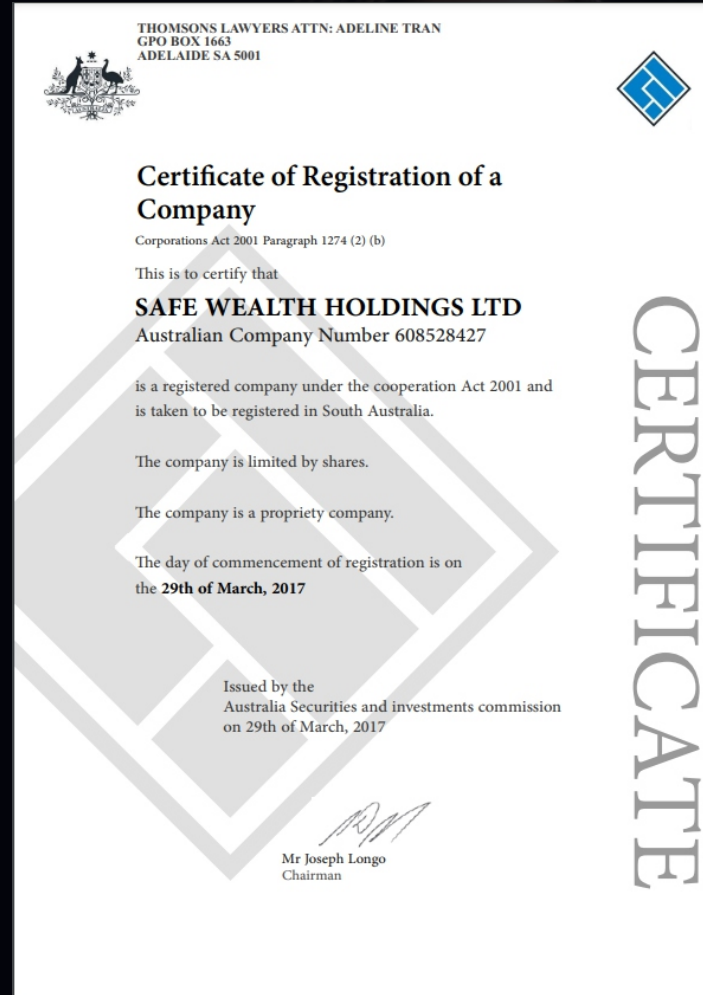 THOMSONS LAWYERS ATTN: ADELINE TRAN
GPO BOX 1663
ADELAIDE SA 5001
Certificate of Registration of a
Company
Corporations Act 2001 Paragraph 1274 (2) (b)
This is to certify that
SAFE WEALTH HOLDINGS LTD
Australian Company Number 608528427
is a registered company under the cooperation Act 2001 and
is taken to be registered in South Australia.
The company is limited by shares.
The company is a propriety company.
The day of commencement of registration is on
the 29th of March, 2017
Issued by the
Australia Securities and investments commission
on 29th of March, 2017
Mr Joseph Longo
Chairman
CERTIFICATE